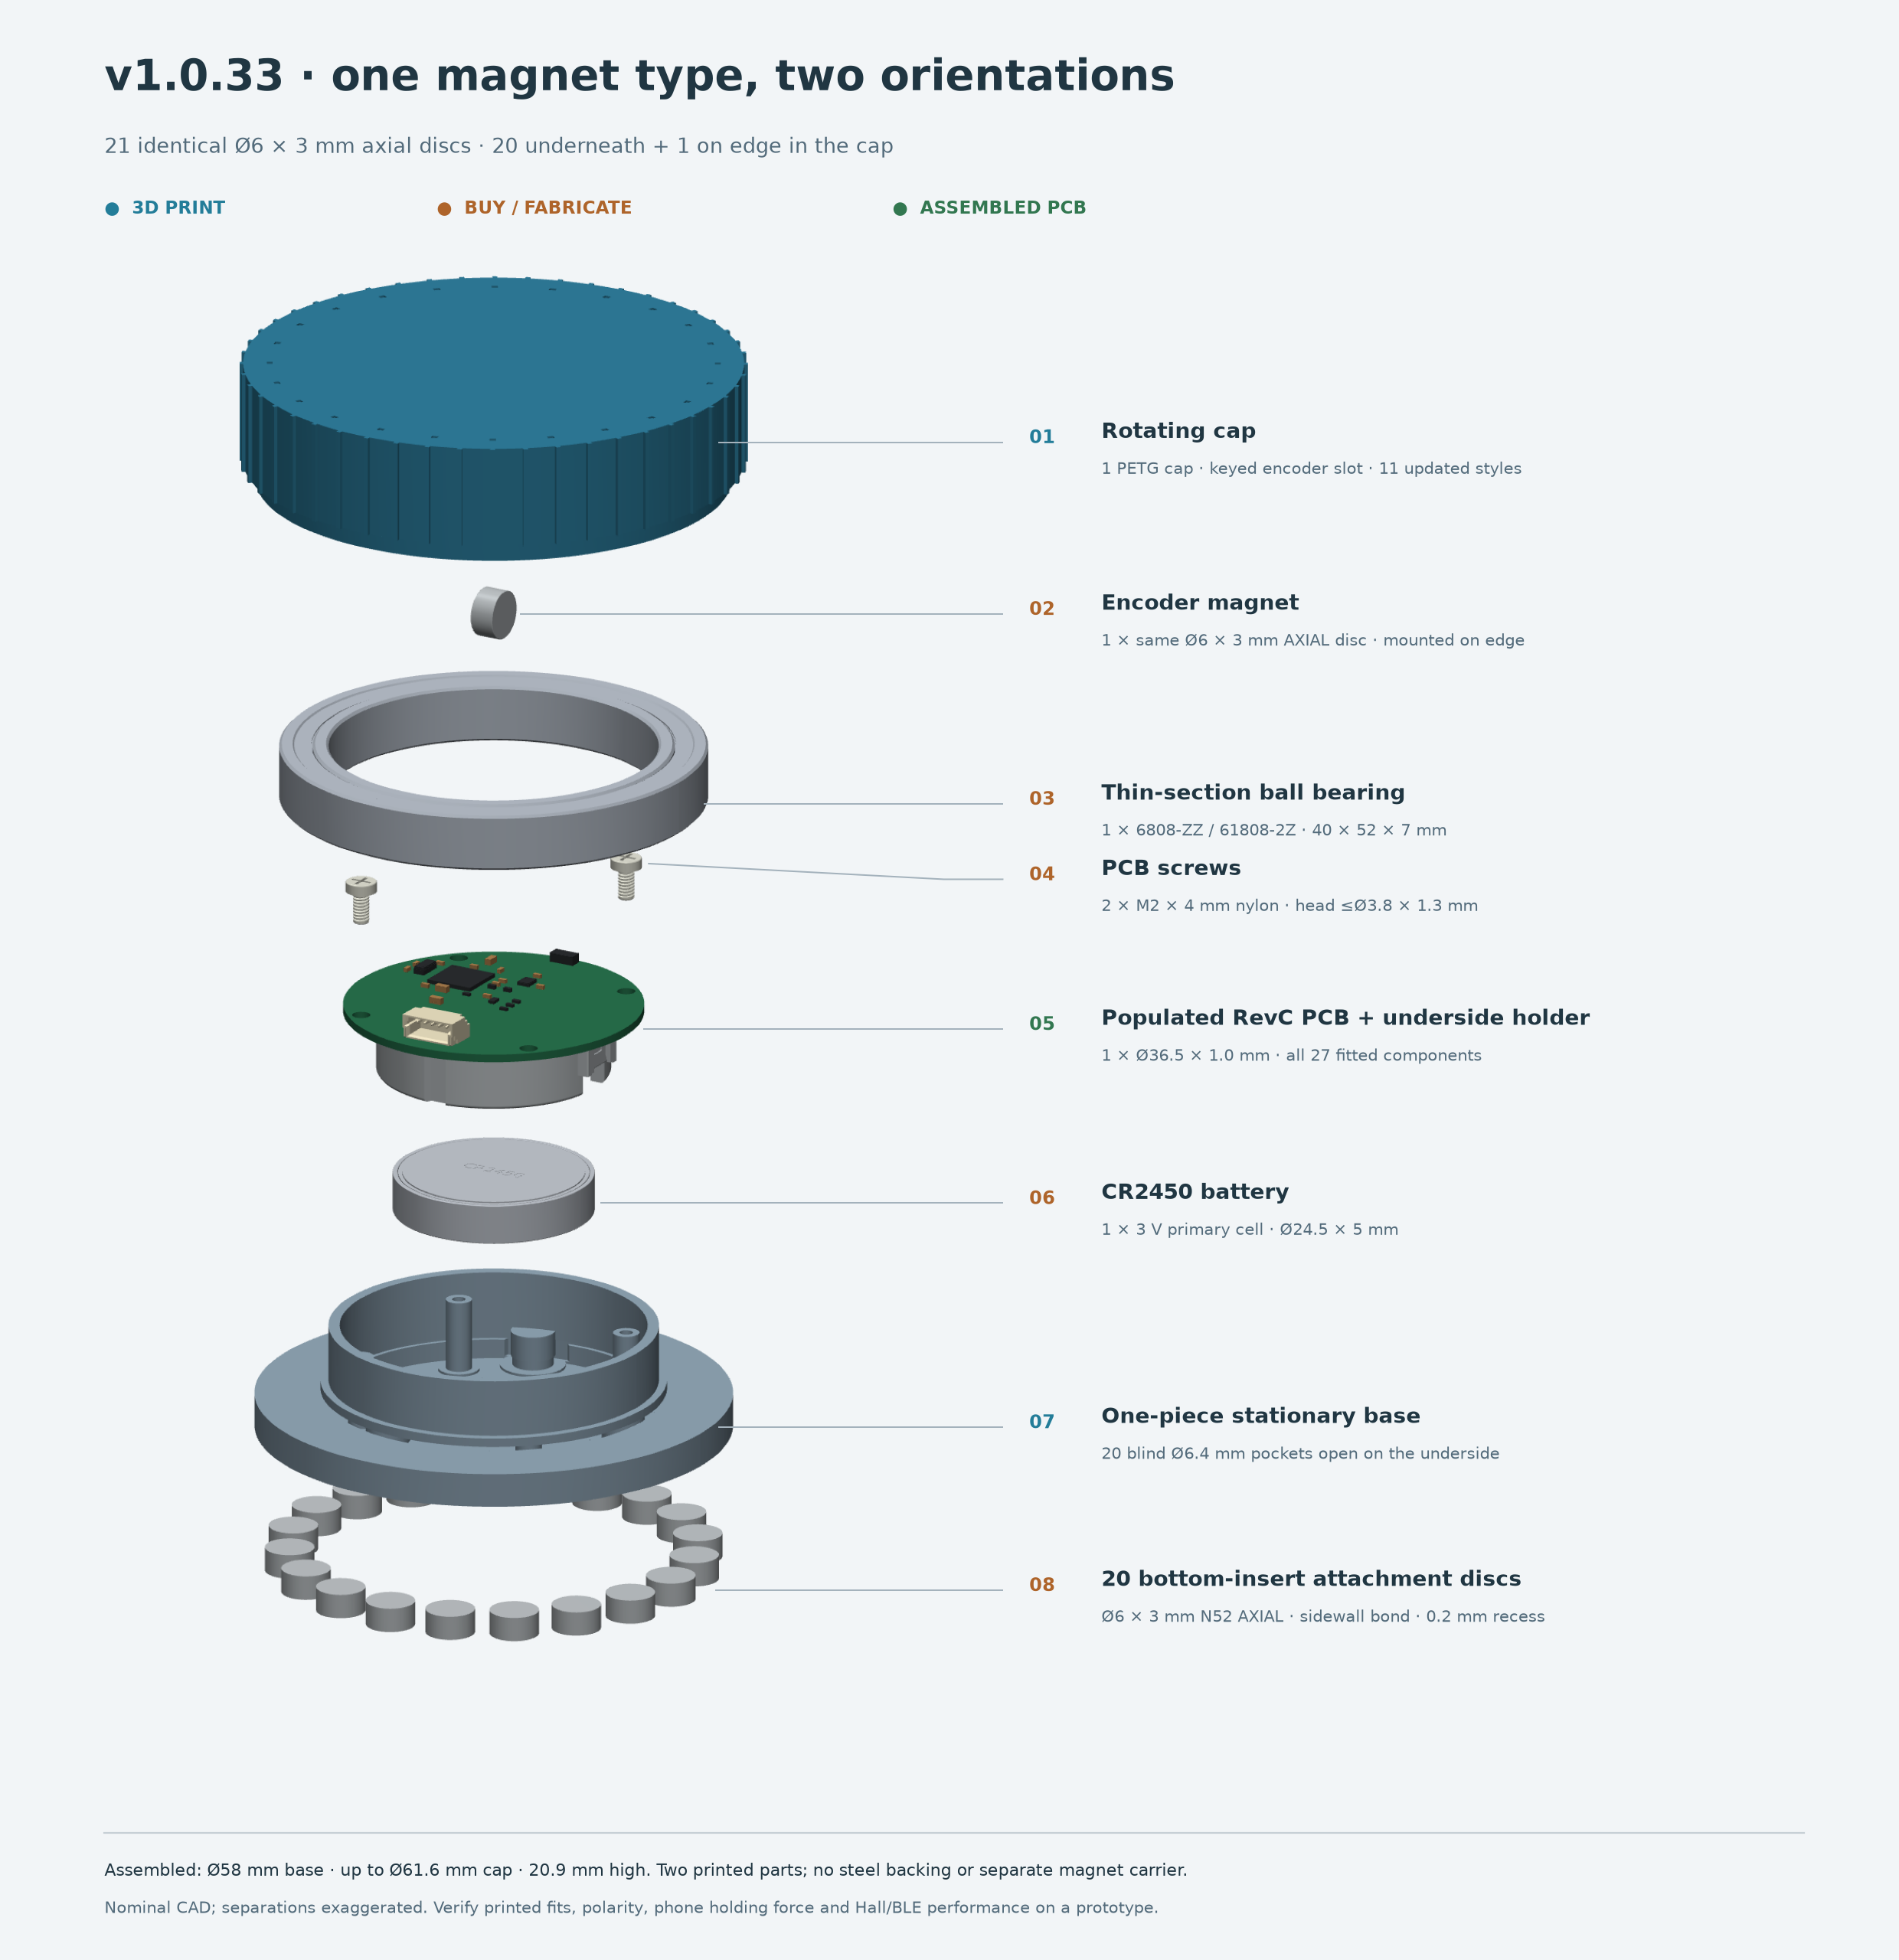 v1.0.33 · one magnet type, two orientations
21 identical Ø6 × 3 mm axial discs · 20 underneath + 1 on edge in the cap
3D PRINT
BUY / FABRICATE
ASSEMBLED PCB
01
Rotating cap
1 PETG cap · keyed encoder slot · 11 updated styles
02
Encoder magnet
1 × same Ø6 × 3 mm AXIAL disc · mounted on edge
03
Thin-section ball bearing
1 × 6808-ZZ / 61808-2Z · 40 × 52 × 7 mm
04
PCB screws
2 × M2 × 4 mm nylon · head ≤Ø3.8 × 1.3 mm
05
Populated RevC PCB + underside holder
1 × Ø36.5 × 1.0 mm · all 27 fitted components
CR2450
06
CR2450 battery
1 × 3 V primary cell · Ø24.5 × 5 mm
07
One-piece stationary base
20 blind Ø6.4 mm pockets open on the underside
08
20 bottom-insert attachment discs
Ø6 × 3 mm N52 AXIAL · sidewall bond · 0.2 mm recess
Assembled: Ø58 mm base · up to Ø61.6 mm cap · 20.9 mm high. Two printed parts; no steel backing or separate magnet carrier.
Nominal CAD; separations exaggerated. Verify printed fits, polarity, phone holding force and Hall/BLE performance on a prototype.